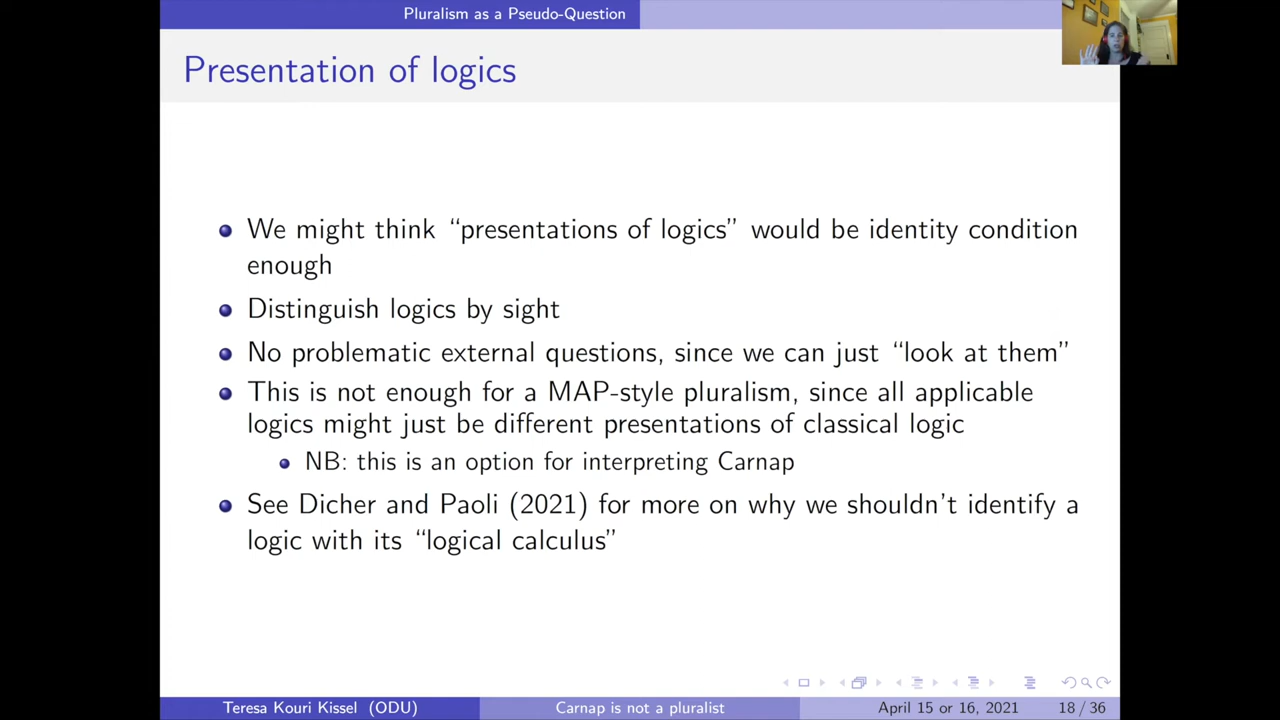 Pluralism as a Pseudo-Question
Presentation of logics
We might think “presentations of logics” would be identity condition
enough
Distinguish logics by sight
No problematic external questions, since we can just “look at them”
This is not enough for a MAP-style pluralism, since all applicable
logics might just be different presentations of classical logic
NB: this is an option for interpreting Carnap
See Dicher and Paoli (2021) for more on why we shouldn’t identify a
logic with its “logical calculus”
Teresa Kouri Kissel (ODU) Carnap is not a pluralist April 15 or 16, 2021 18 / 36